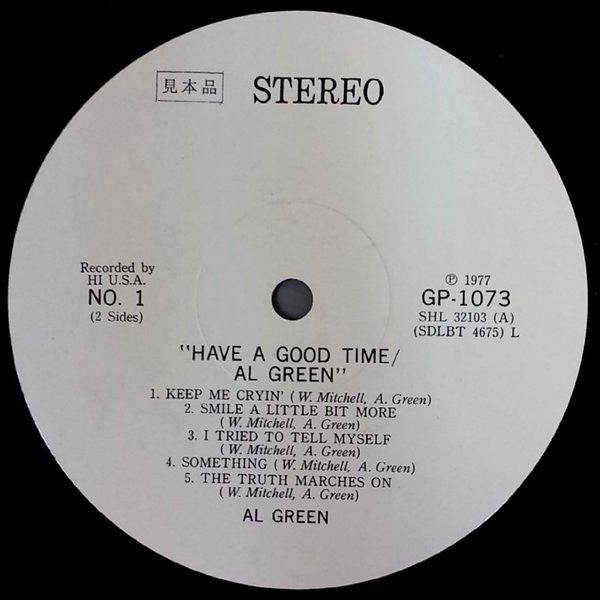 見本品 STEREO
Recorded by
HI U.S.A.
NO. 1
(2 Sides)
℗ 1977
GP-1073
SHL 32103 (A)
(SDLBT 4675) L
"HAVE A GOOD TIME/
AL GREEN"
1. KEEP ME CRYIN' (W. Mitchell, A. Green)
2. SMILE A LITTLE BIT MORE
(W. Mitchell, A. Green)
3. I TRIED TO TELL MYSELF
(W. Mitchell, A. Green)
4. SOMETHING (W. Mitchell, A. Green)
5. THE TRUTH MARCHES ON
(W. Mitchell, A. Green)
AL GREEN